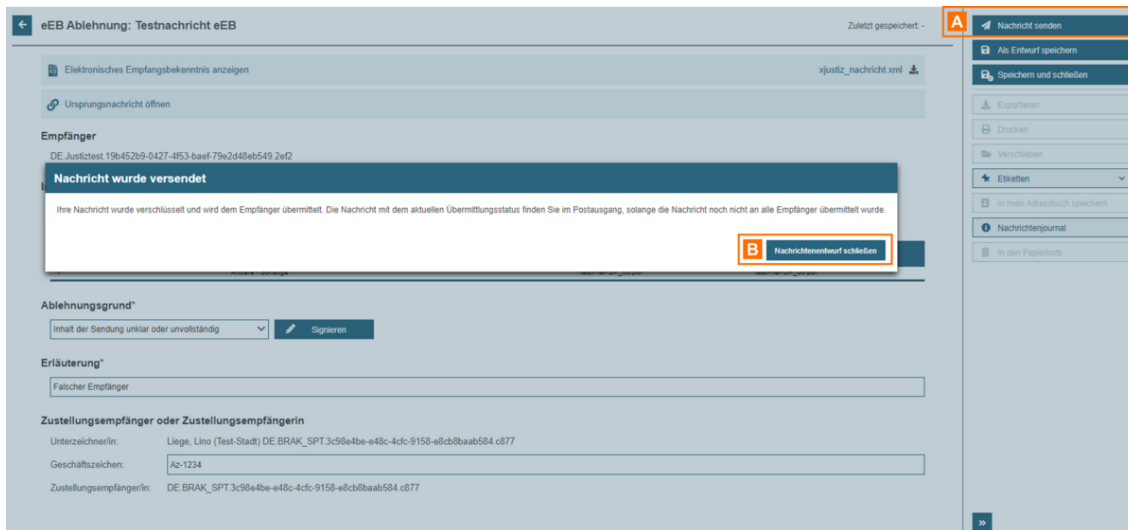 eEB Ablehnung: Testnachricht eEB
Zuletzt gespeichert: -
A
Nachricht senden
Als Entwurf speichern
Speichern und schließen
Elektronisches Empfangsbekenntnis anzeigen
xjustiz_nachricht.xml
Ursprungsnachricht öffnen
Exportieren
Drucken
Verschieben
Etiketten
In mein Adressbuch speichern
Nachrichtenjournal
In den Papierkorb
Empfänger
DE.Justiztest.19b452b9-0427-4f53-baef-79e2d48eb549.2ef2
Nachricht wurde versendet
Ihre Nachricht wurde verschlüsselt und wird dem Empfänger übermittelt. Die Nachricht mit dem aktuellen Übermittlungsstatus finden Sie im Postausgang, solange die Nachricht noch nicht an alle Empfänger übermittelt wurde.
B
Nachrichtenentwurf schließen
Ablehnungsgrund*
Inhalt der Sendung unklar oder unvollständig
Signieren
Erläuterung*
Falscher Empfänger
Zustellungsempfänger oder Zustellungsempfängerin
Unterzeichner/in: Liege, Lino (Test-Stadt) DE.BRAK_SPT.3c98e4be-e48c-4cfc-9158-e8cb8baab584.c877
Geschäftszeichen: Az-1234
Zustellungsempfänger/in: DE.BRAK_SPT.3c98e4be-e48c-4cfc-9158-e8cb8baab584.c877